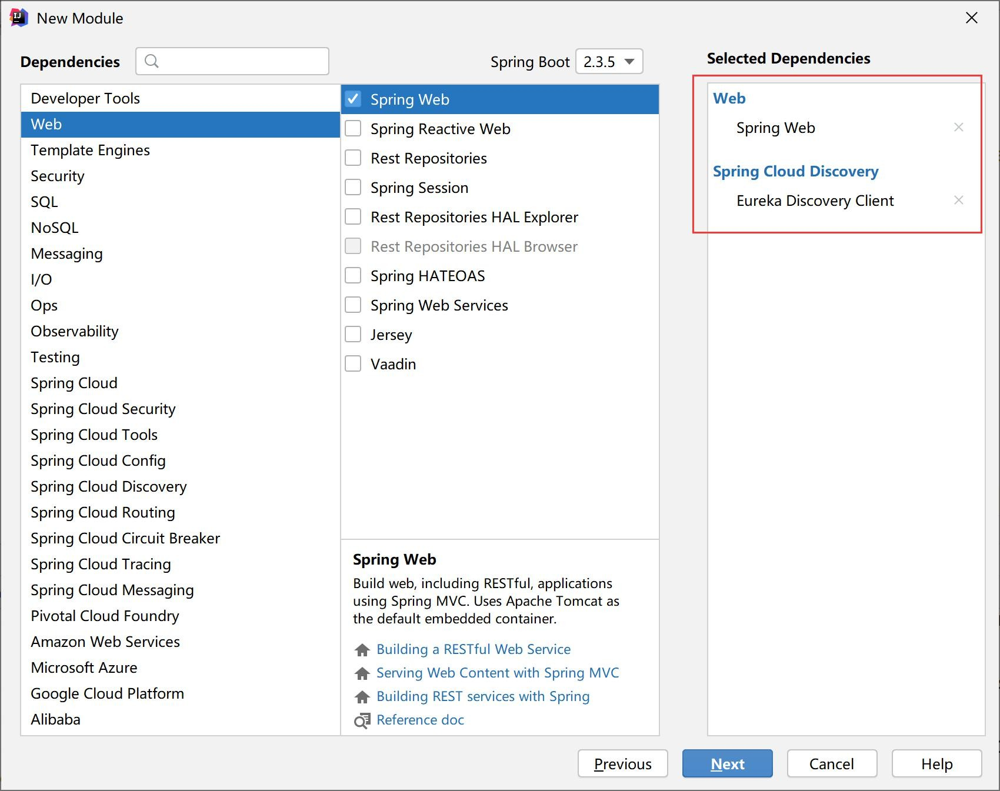 New Module
Dependencies
Spring Boot 2.3.5
Selected Dependencies
Developer Tools
Web
Template Engines
Security
SQL
NoSQL
Messaging
I/O
Ops
Observability
Testing
Spring Cloud
Spring Cloud Security
Spring Cloud Tools
Spring Cloud Config
Spring Cloud Discovery
Spring Cloud Routing
Spring Cloud Circuit Breaker
Spring Cloud Tracing
Spring Cloud Messaging
Pivotal Cloud Foundry
Amazon Web Services
Microsoft Azure
Google Cloud Platform
Alibaba
Spring Web
Spring Reactive Web
Rest Repositories
Spring Session
Rest Repositories HAL Explorer
Rest Repositories HAL Browser
Spring HATEOAS
Spring Web Services
Jersey
Vaadin
Spring Web
Build web, including RESTful, applications
using Spring MVC. Uses Apache Tomcat as
the default embedded container.
Building a RESTful Web Service
Serving Web Content with Spring MVC
Building REST services with Spring
Reference doc
Web
Spring Web
Spring Cloud Discovery
Eureka Discovery Client
Previous
Next
Cancel
Help